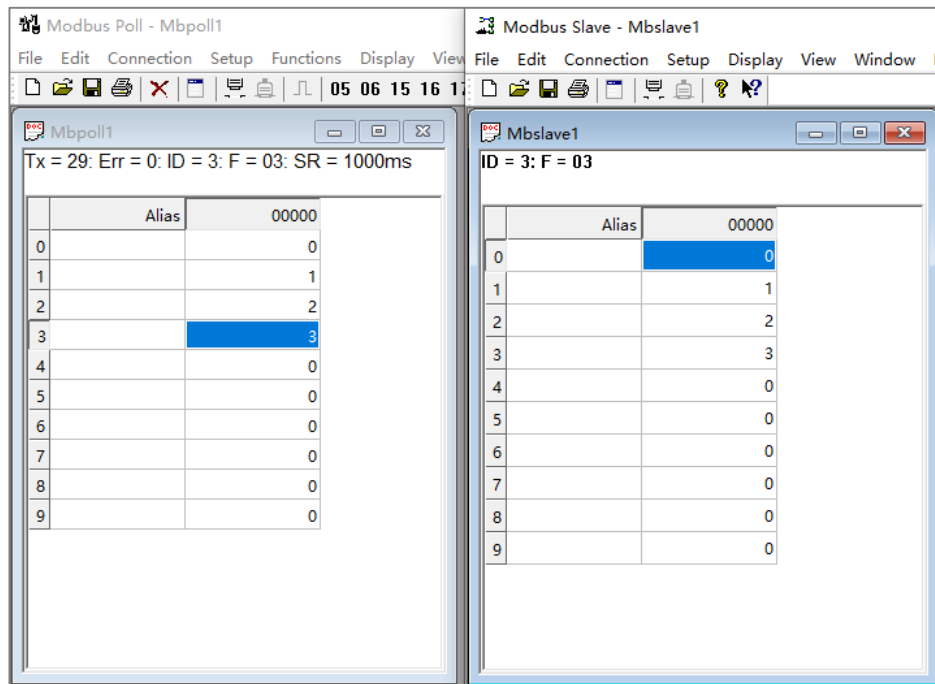 Modbus Poll - Mbpoll1
File Edit Connection Setup Functions Display View
05 06 15 16 17
Mbpoll1
Tx = 29: Err = 0: ID = 3: F = 03: SR = 1000ms
Alias 00000
0 0
1 1
2 2
3 3
4 0
5 0
6 0
7 0
8 0
9 0
Modbus Slave - Mbslave1
File Edit Connection Setup Display View Window
Mbslave1
ID = 3: F = 03
Alias 00000
0 0
1 1
2 2
3 3
4 0
5 0
6 0
7 0
8 0
9 0